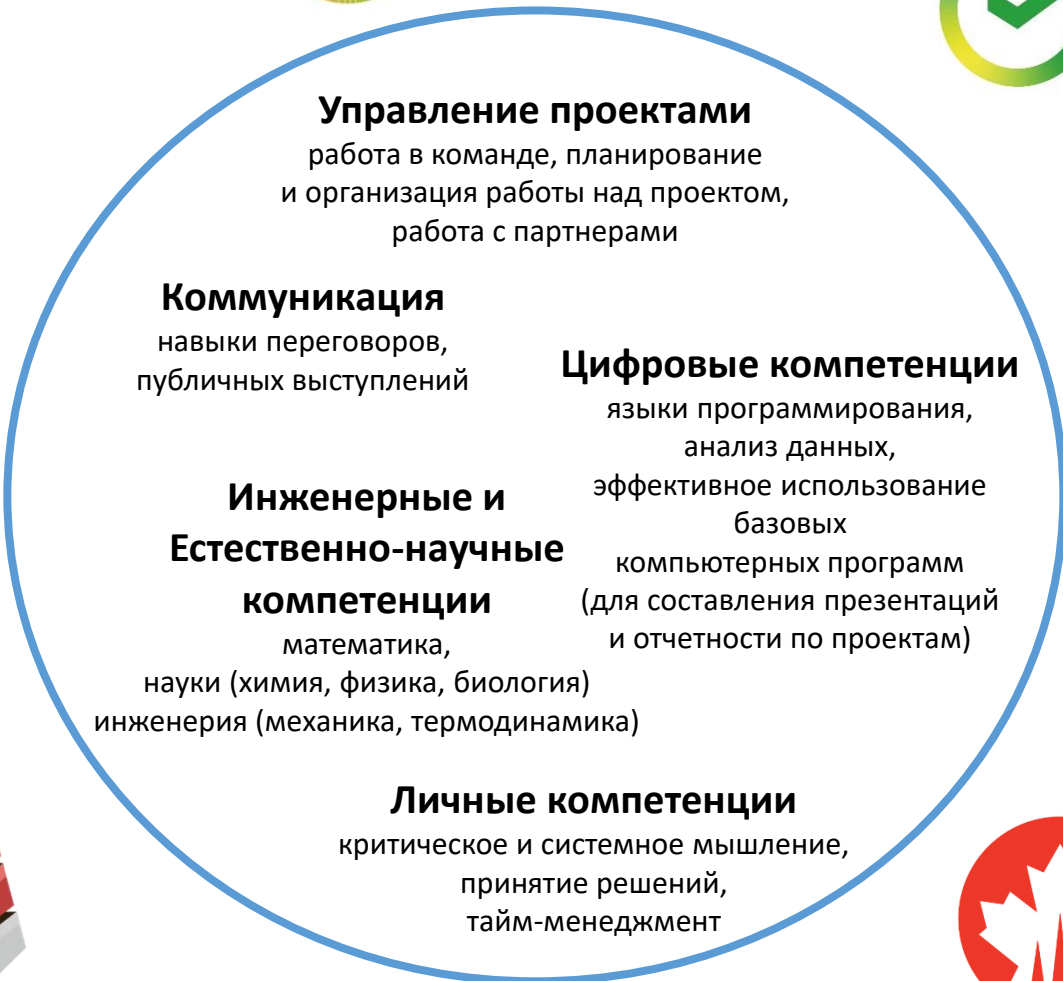 Управление проектами
работа в команде, планирование
и организация работы над проектом,
работа с партнерами
Коммуникация
навыки переговоров,
публичных выступлений
Цифровые компетенции
языки программирования,
анализ данных,
эффективное использование
базовых
компьютерных программ
(для составления презентаций
и отчетности по проектам)
Инженерные и
Естественно-научные
компетенции
математика,
науки (химия, физика, биология)
инженерия (механика, термодинамика)
Личные компетенции
критическое и системное мышление,
принятие решений,
тайм-менеджмент